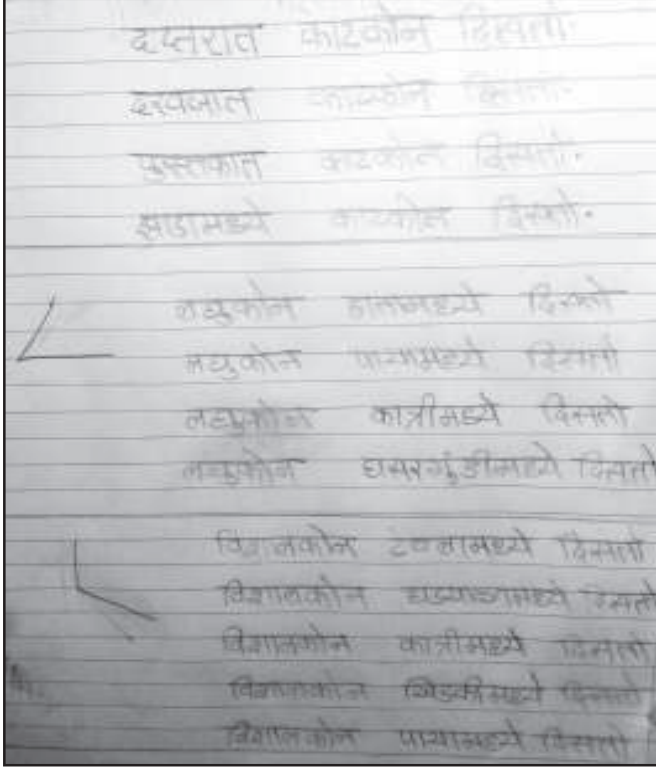 दप्तरात काटकोन दिसतो.
दरवजात काटकोन दिसतो.
पुस्तकात काटकोन दिसतो.
झाडामध्ये काटकोन दिसतो.
लघुकोन हातामध्ये दिसतो
लघुकोन पायामध्ये दिसतो
लघुकोन कात्रीमध्ये दिसतो
लघुकोन घसरगुंडीमध्ये दिसतो
विशालकोन टेबलामध्ये दिसतो
विशालकोन घड्याळामध्ये दिसतो
विशालकोन कात्रीमध्ये दिसतो
विशालकोन खिडकीमध्ये दिसतो
विशालकोन पायामध्ये दिसतो